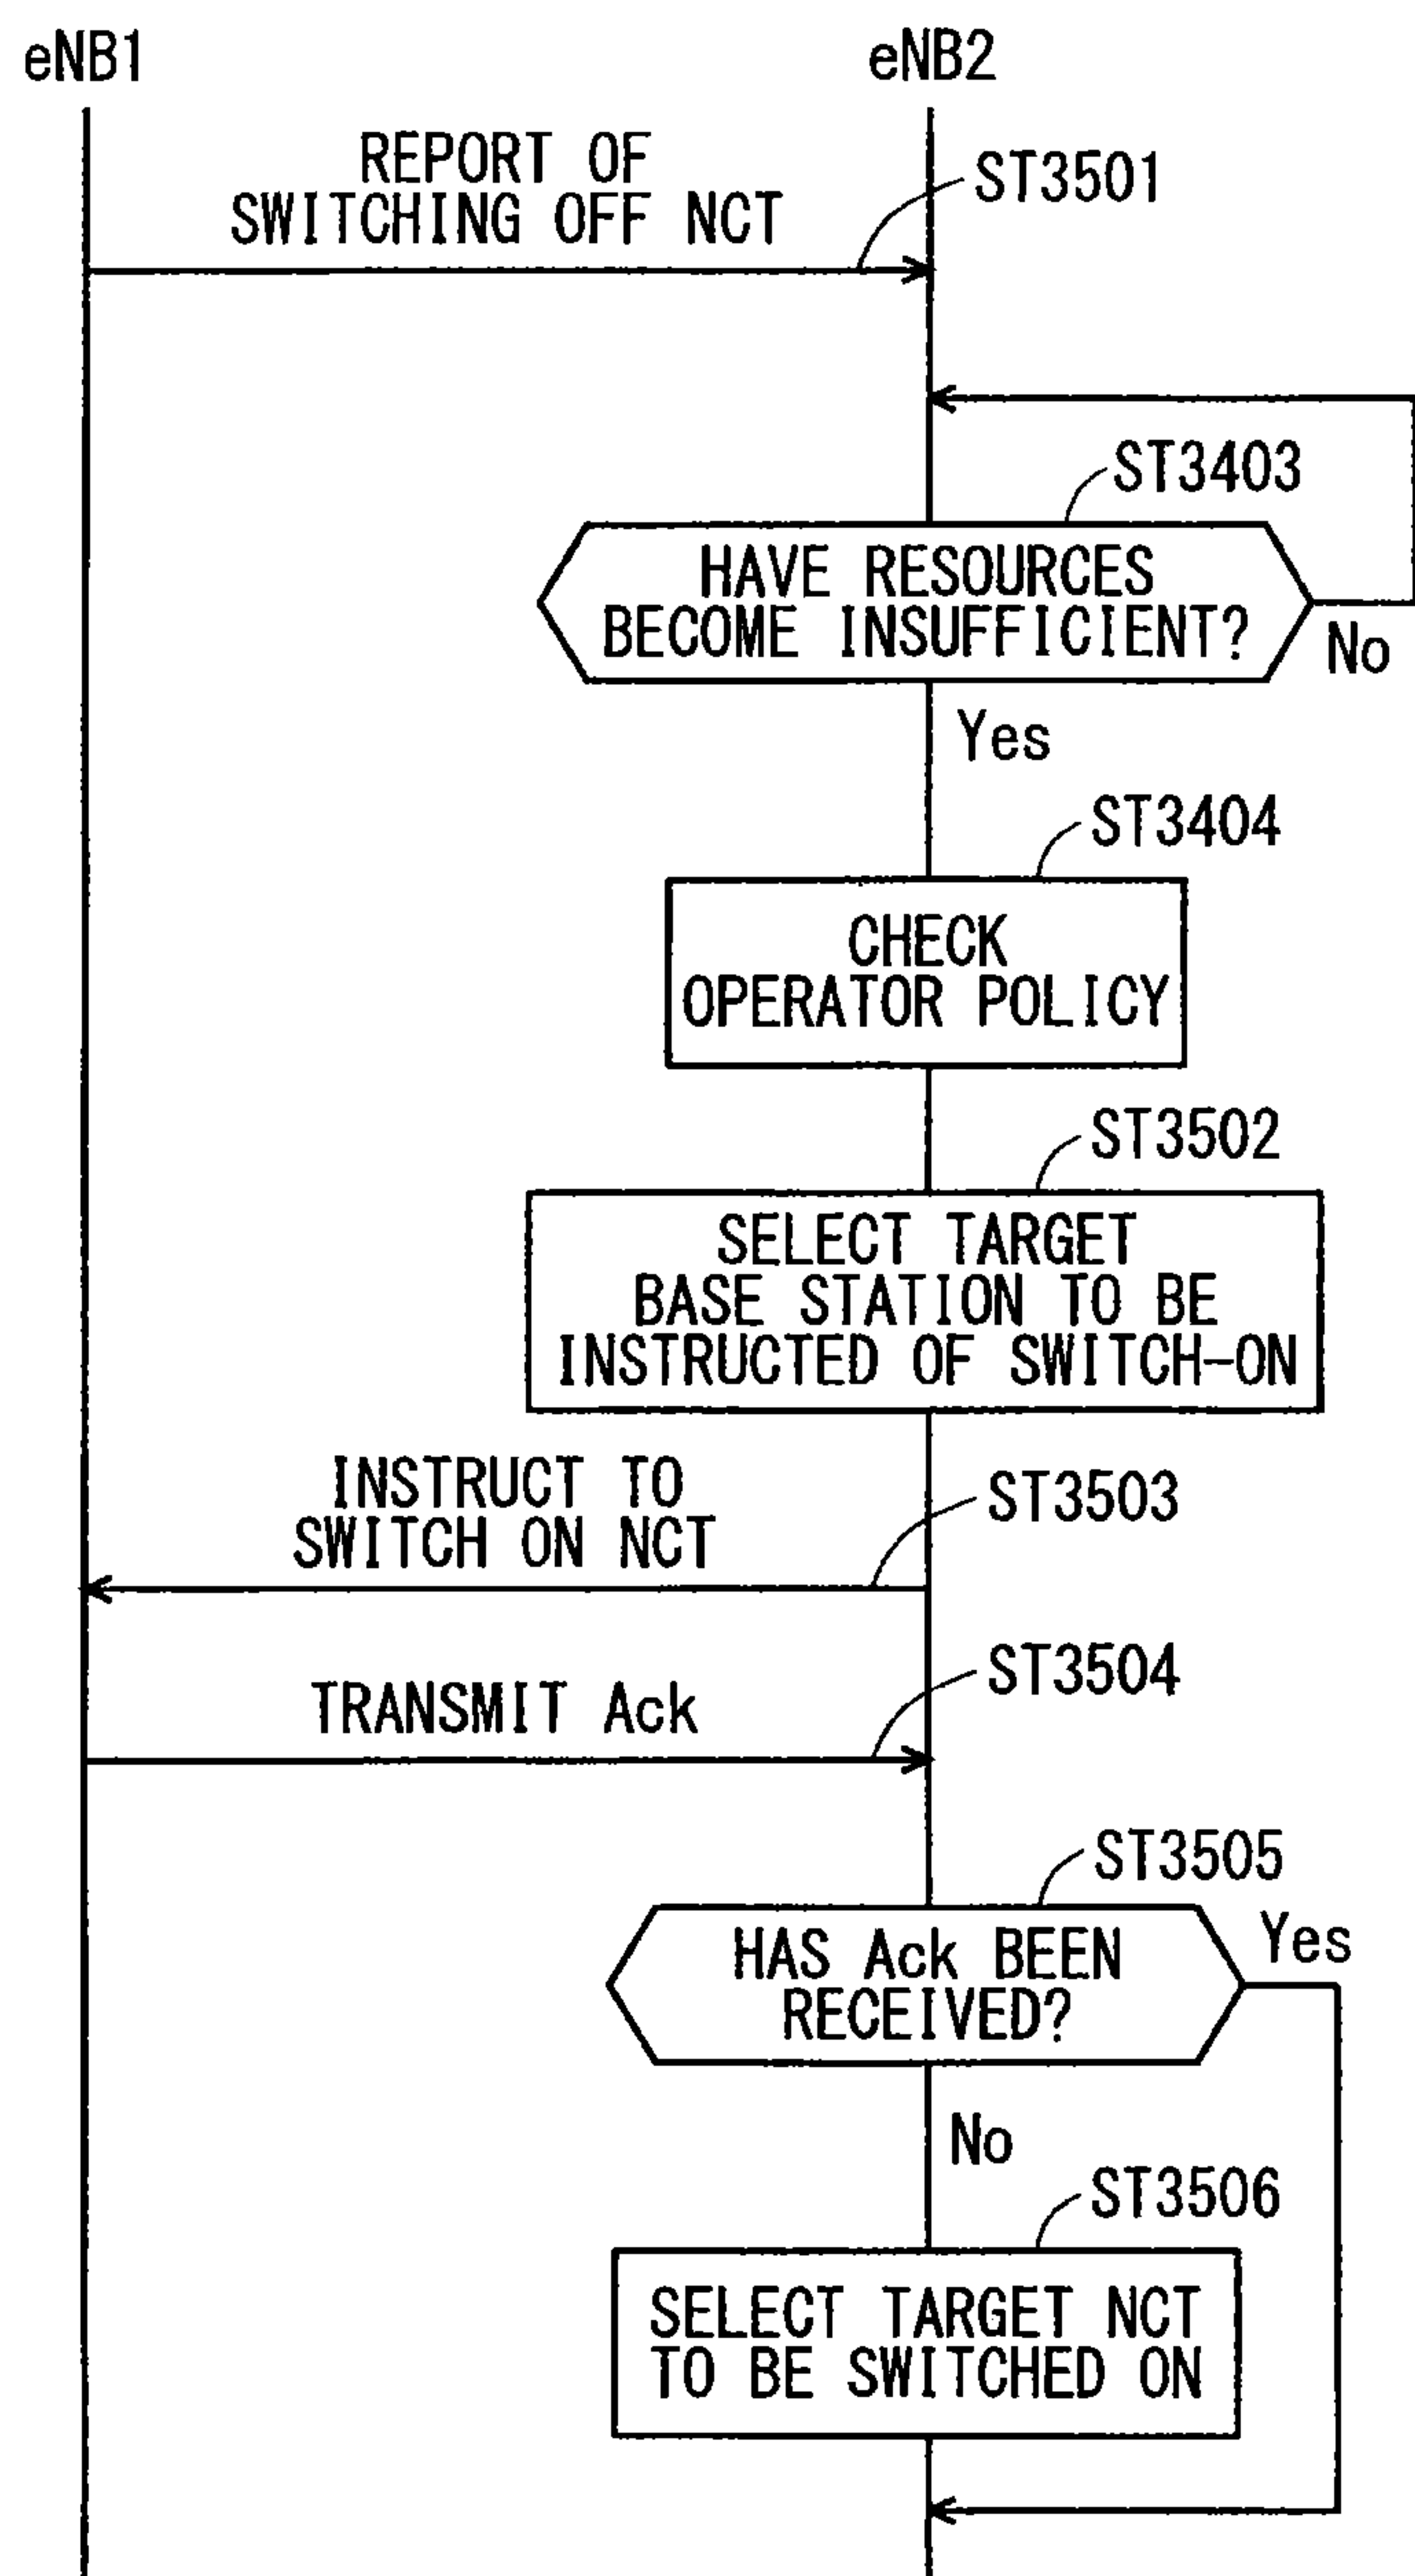 eNB1
eNB2
REPORT OF
SWITCHING OFF NCT
ST3501
ST3403
HAVE RESOURCES
BECOME INSUFFICIENT?
No
Yes
ST3404
CHECK
OPERATOR POLICY
ST3502
SELECT TARGET
BASE STATION TO BE
INSTRUCTED OF SWITCH-ON
INSTRUCT TO
SWITCH ON NCT
ST3503
TRANSMIT Ack
ST3504
ST3505
HAS Ack BEEN
RECEIVED?
Yes
No
ST3506
SELECT TARGET NCT
TO BE SWITCHED ON